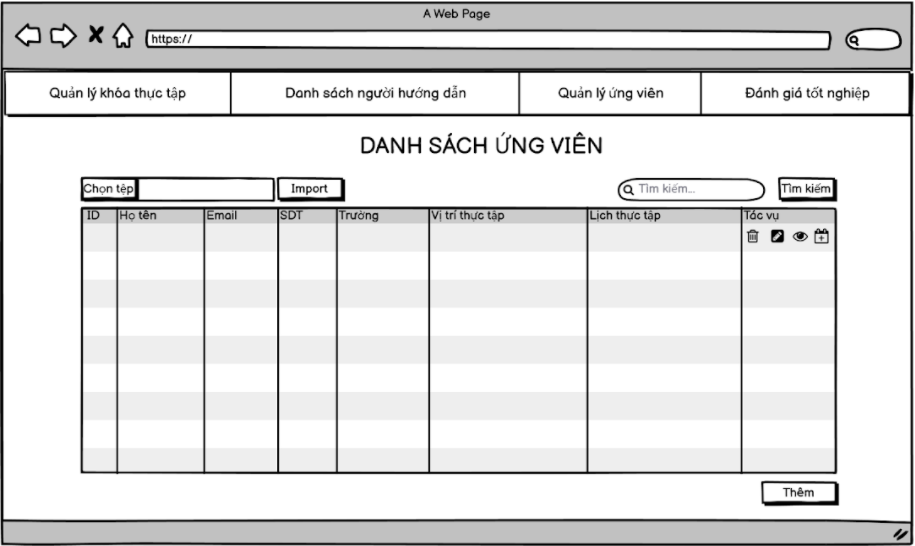 A Web Page
https://
Quản lý khóa thực tập Danh sách người hướng dẫn Quản lý ứng viên Đánh giá tốt nghiệp
DANH SÁCH ỨNG VIÊN
Chọn tệp Import Tìm kiếm... Tìm kiếm
ID Họ tên Email SDT Trường Vị trí thực tập Lịch thực tập Tác vụ
Thêm